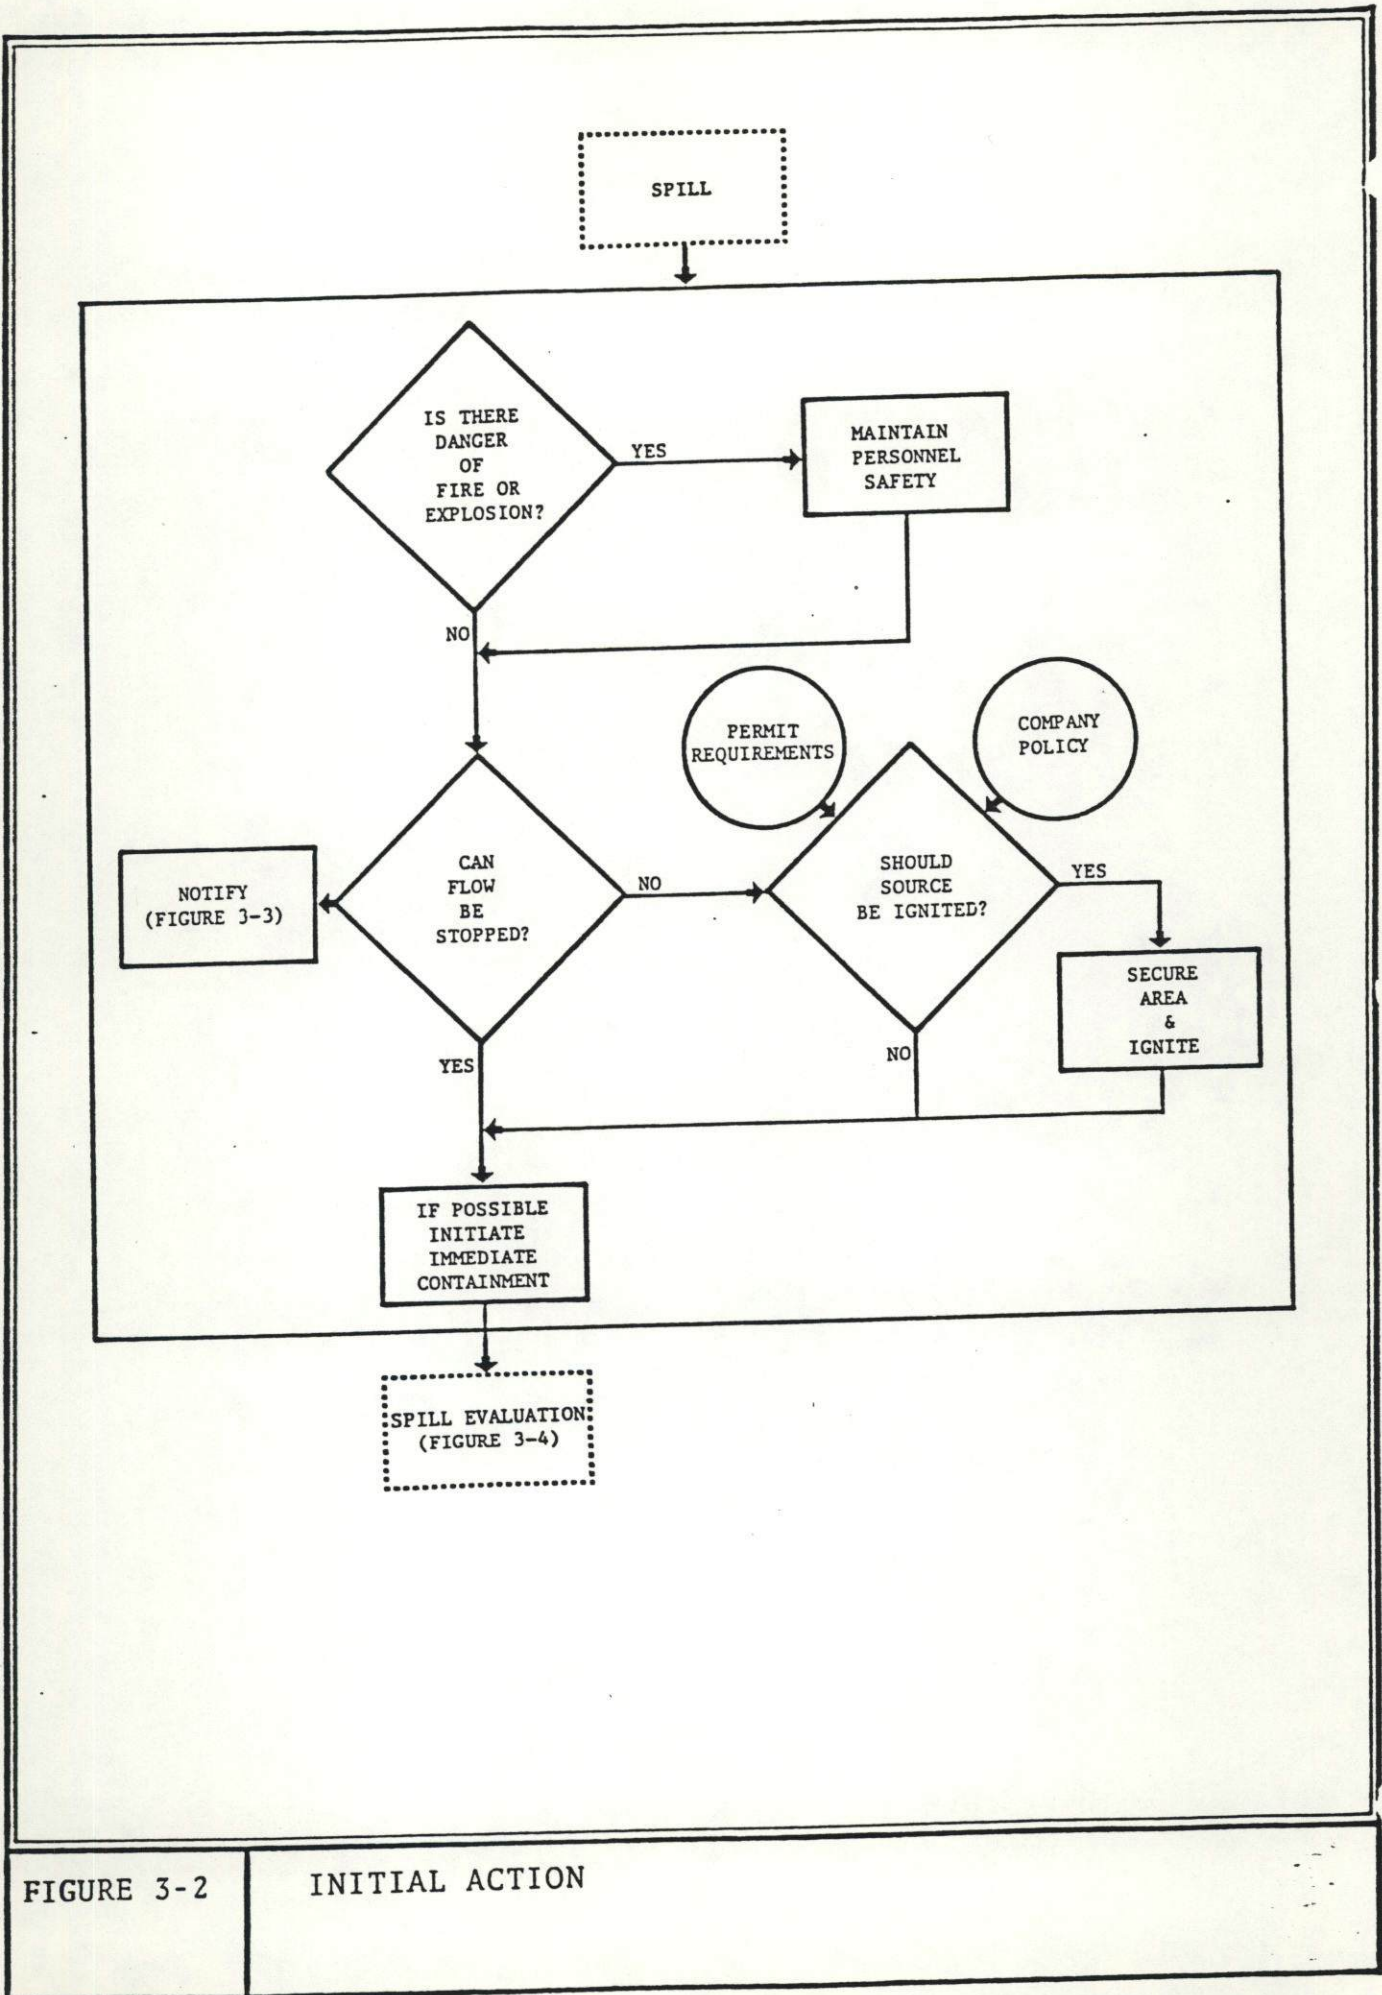 SPILL
IS THERE
DANGER
OF
FIRE OR
EXPLOSION?
YES
MAINTAIN
PERSONNEL
SAFETY
NO
PERMIT
REQUIREMENTS
COMPANY
POLICY
NOTIFY
(FIGURE 3-3)
CAN
FLOW
BE
STOPPED?
NO
SHOULD
SOURCE
BE IGNITED?
YES
SECURE
AREA
&
IGNITE
YES
NO
IF POSSIBLE
INITIATE
IMMEDIATE
CONTAINMENT
SPILL EVALUATION
(FIGURE 3-4)
FIGURE 3-2
INITIAL ACTION